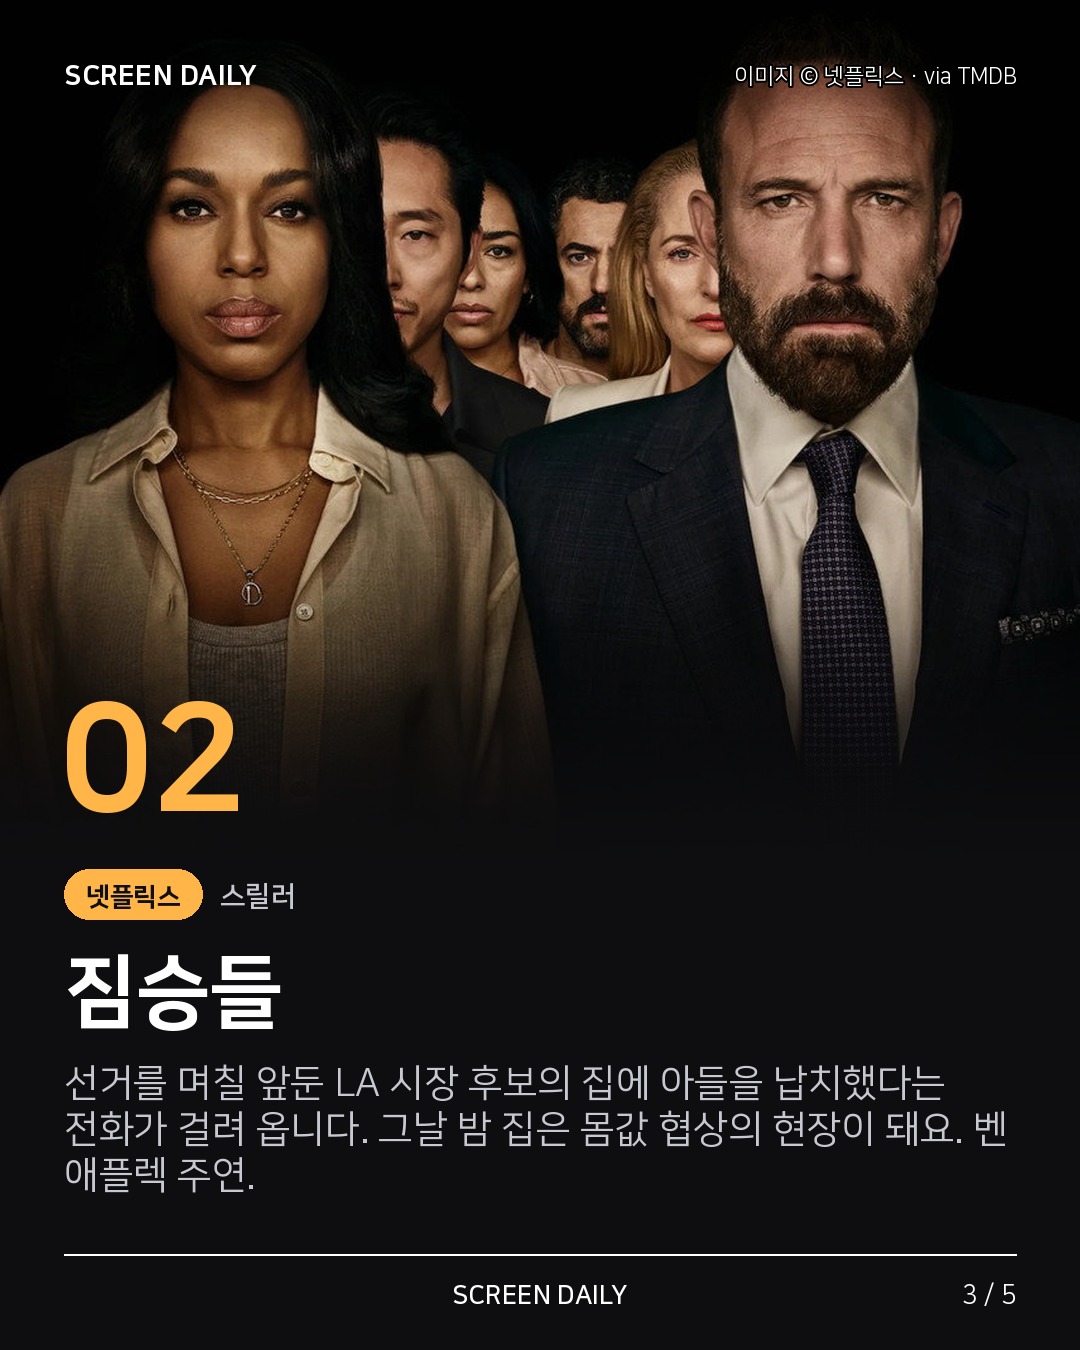 SCREEN DAILY
이미지 © 넷플릭스 · via TMDB
D
02
넷플릭스 스릴러
짐승들
선거를 며칠 앞둔 LA 시장 후보의 집에 아들을 납치했다는
전화가 걸려 옵니다. 그날 밤 집은 몸값 협상의 현장이 돼요. 벤
애플렉 주연.
SCREEN DAILY
3 / 5